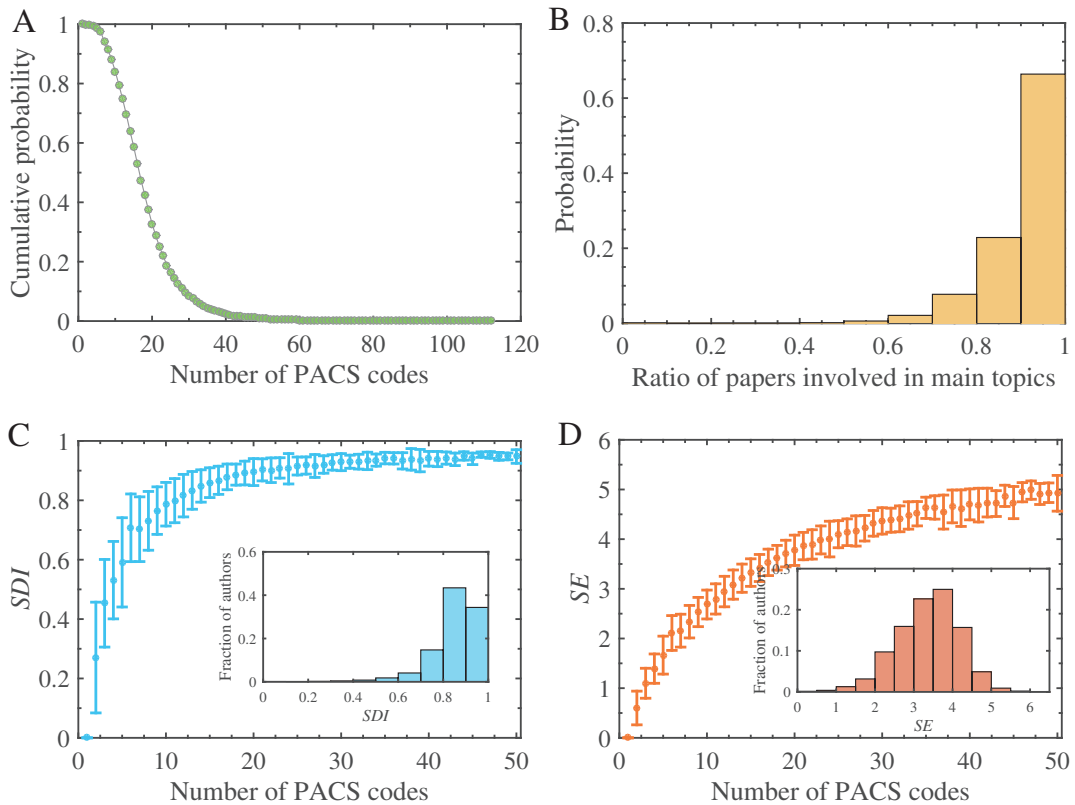 A
Cumulative probability
1
0.8
0.6
0.4
0.2
0
0 20 40 60 80 100 120
Number of PACS codes
B
Probability
0.8
0.6
0.4
0.2
0
0 0.2 0.4 0.6 0.8 1
Ratio of papers involved in main topics
C
SDI
1
0.8
0.6
0.4
0.2
0
0 10 20 30 40 50
Number of PACS codes
Fraction of authors
0.6
0.4
0.2
0
0 0.2 0.4 0.6 0.8 1
SDI
D
SE
6
5
4
3
2
1
0
0 10 20 30 40 50
Number of PACS codes
Fraction of authors
0.3
0.2
0.1
0
0 1 2 3 4 5 6
SE